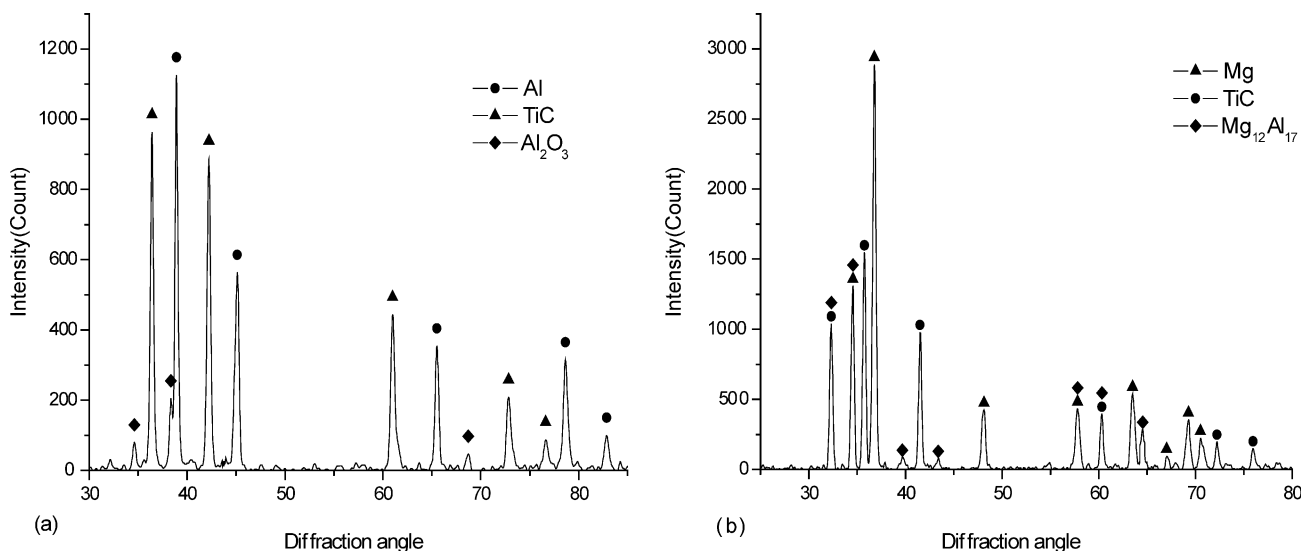 1200
1000
800
600
400
200
0
Intensity(Count)
Al
TiC
Al2O3
30 40 50 60 70 80
(a)
Diffraction angle
3000
2500
2000
1500
1000
500
0
Intensity(Count)
Mg
TiC
Mg12Al17
30 40 50 60 70 80
(b)
Diffraction angle